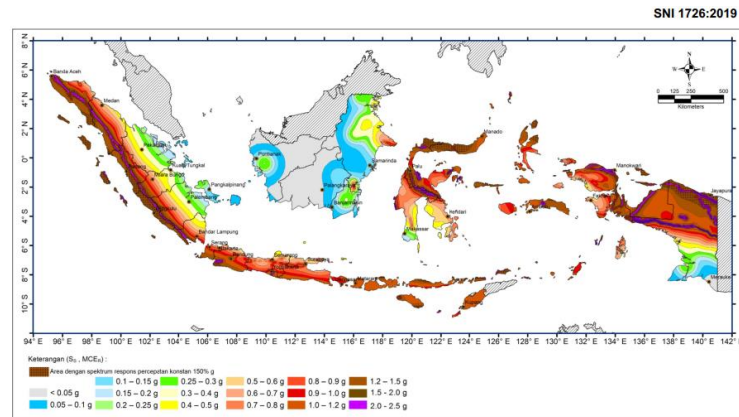 SNI 1726:2019
8° N
6° N
4° N
2° N
0°
2° S
4° S
6° S
8° S
10° S
Banda Aceh
Medan
Manado
Pontianak
Samarinda
Palu
Manokwari
Pangkalpinang
Palangkaraya
Jayapura
Palembang
Banjarmasin
Bengkulu
Kendari
Makassar
Bandar Lampung
Serang
Bandung
Semarang
Surabaya
Mataram
Kupang
Merauke
N
W
E
S
0 125 250 500
Kilometers
94° E 96° E 98° E 100° E 102° E 104° E 106° E 108° E 110° E 112° E 114° E 116° E 118° E 120° E 122° E 124° E 126° E 128° E 130° E 132° E 134° E 136° E 138° E 140° E 142° E
Keterangan (S₁, MCEᵣ) :
Area dengan spektrum respons percepatan konstan 150% g
< 0.05 g 0.1 – 0.15 g 0.25 – 0.3 g 0.5 – 0.6 g 0.8 – 0.9 g 1.2 – 1.5 g
0.15 – 0.2 g 0.3 – 0.4 g 0.6 – 0.7 g 0.9 – 1.0 g 1.5 - 2.0 g
0.05 – 0.1 g 0.2 – 0.25 g 0.4 – 0.5 g 0.7 – 0.8 g 1.0 – 1.2 g 2.0 - 2.5 g